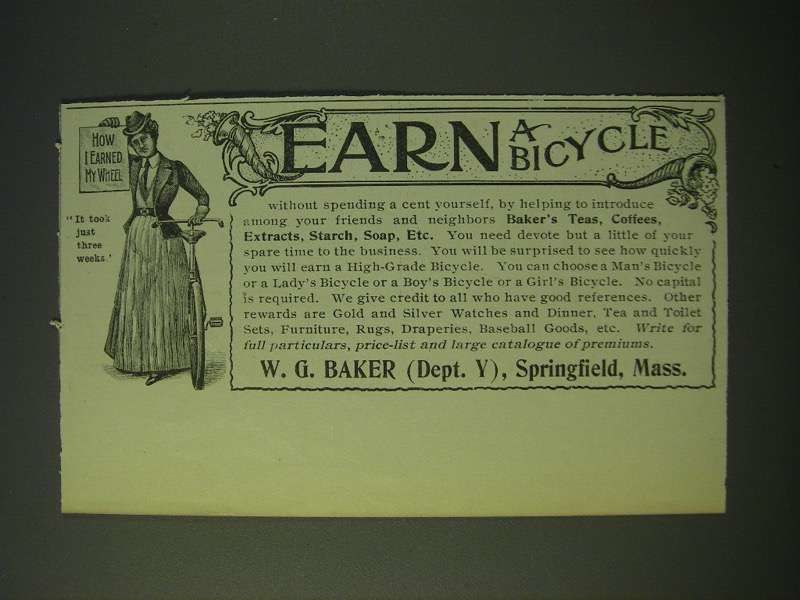 HOW
I EARNED
MY WHEEL
"It took
just
three
weeks.'
EARN A BICYCLE
without spending a cent yourself, by helping to introduce
among your friends and neighbors Baker's Teas, Coffees,
Extracts, Starch, Soap, Etc. You need devote but a little of your
spare time to the business. You will be surprised to see how quickly
you will earn a High-Grade Bicycle. You can choose a Man's Bicycle
or a Lady's Bicycle or a Boy's Bicycle or a Girl's Bicycle. No capital
is required. We give credit to all who have good references. Other
rewards are Gold and Silver Watches and Dinner, Tea and Toilet
Sets, Furniture, Rugs, Draperies, Baseball Goods, etc. Write for
full particulars, price-list and large catalogue of premiums.
W. G. BAKER (Dept. Y), Springfield, Mass.